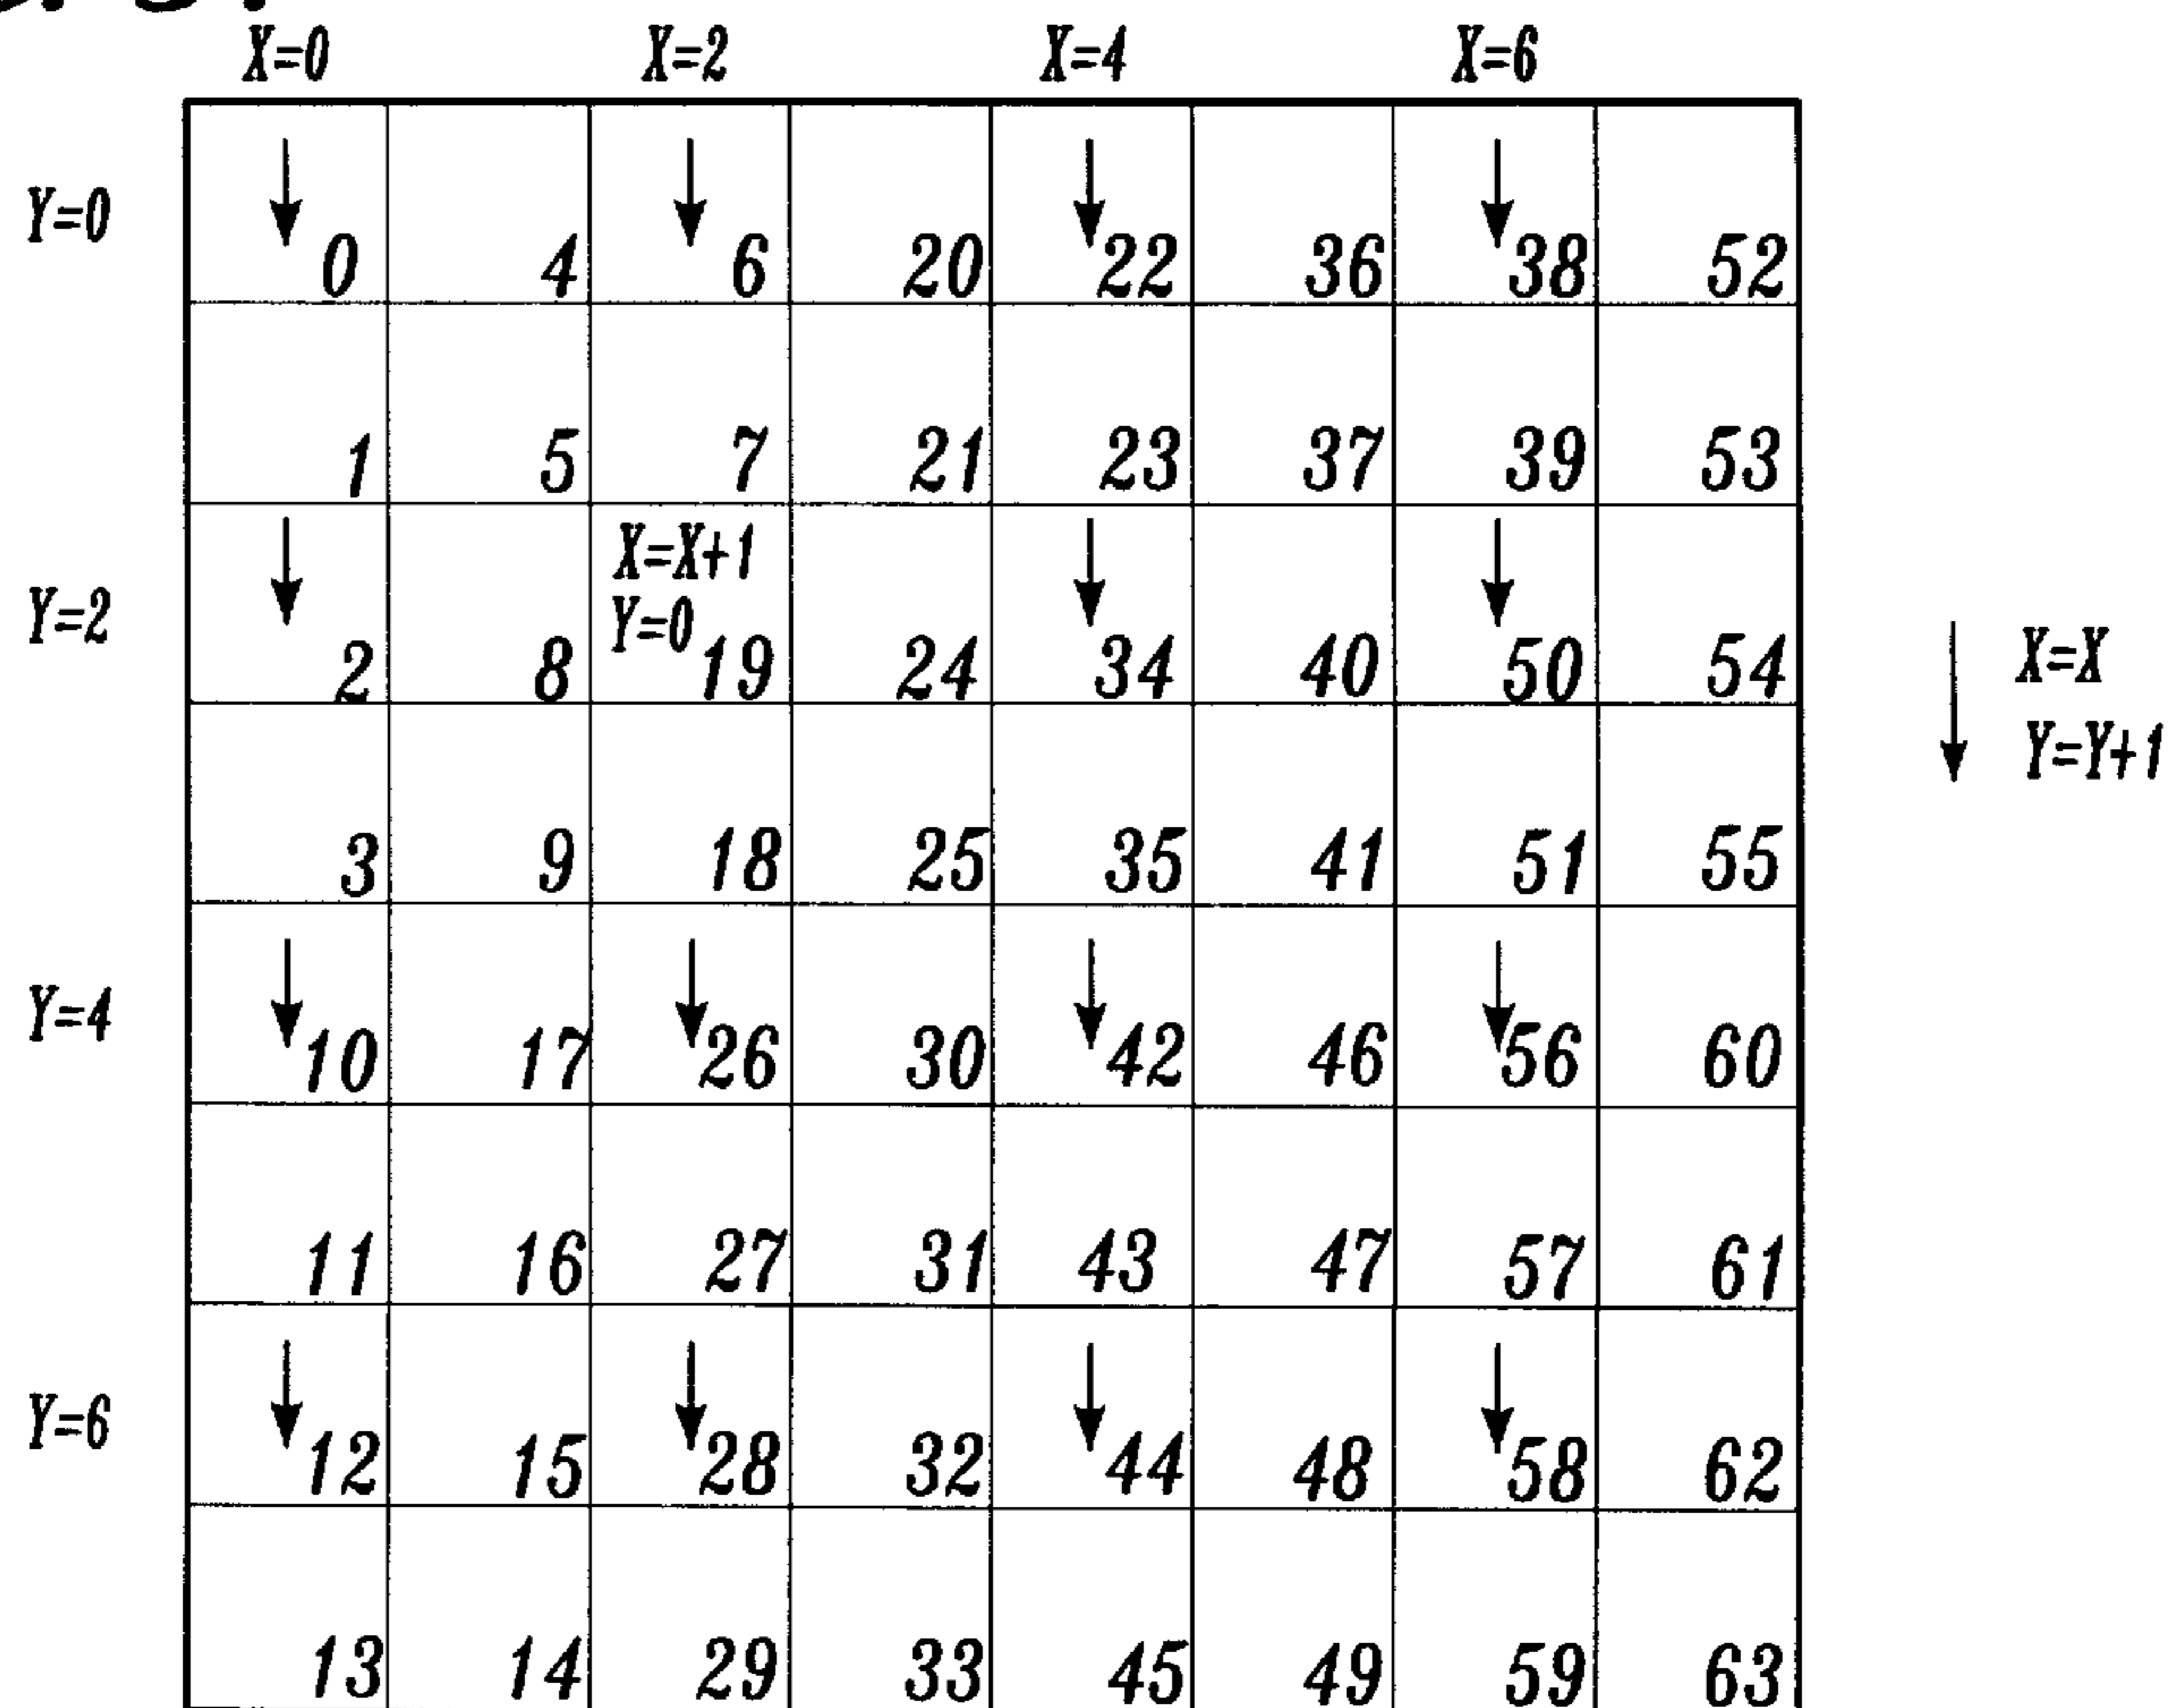 X=0 X=2 X=4 X=6
Y=0
0 4 6 20 22 36 38 52
1 5 7 21 23 37 39 53
X=X+1
Y=0
Y=2
2 8 19 24 34 40 50 54
X=X
Y=Y+1
3 9 18 25 35 41 51 55
Y=4
10 17 26 30 42 46 56 60
11 16 27 31 43 47 57 61
Y=6
12 15 28 32 44 48 58 62
13 14 29 33 45 49 59 63